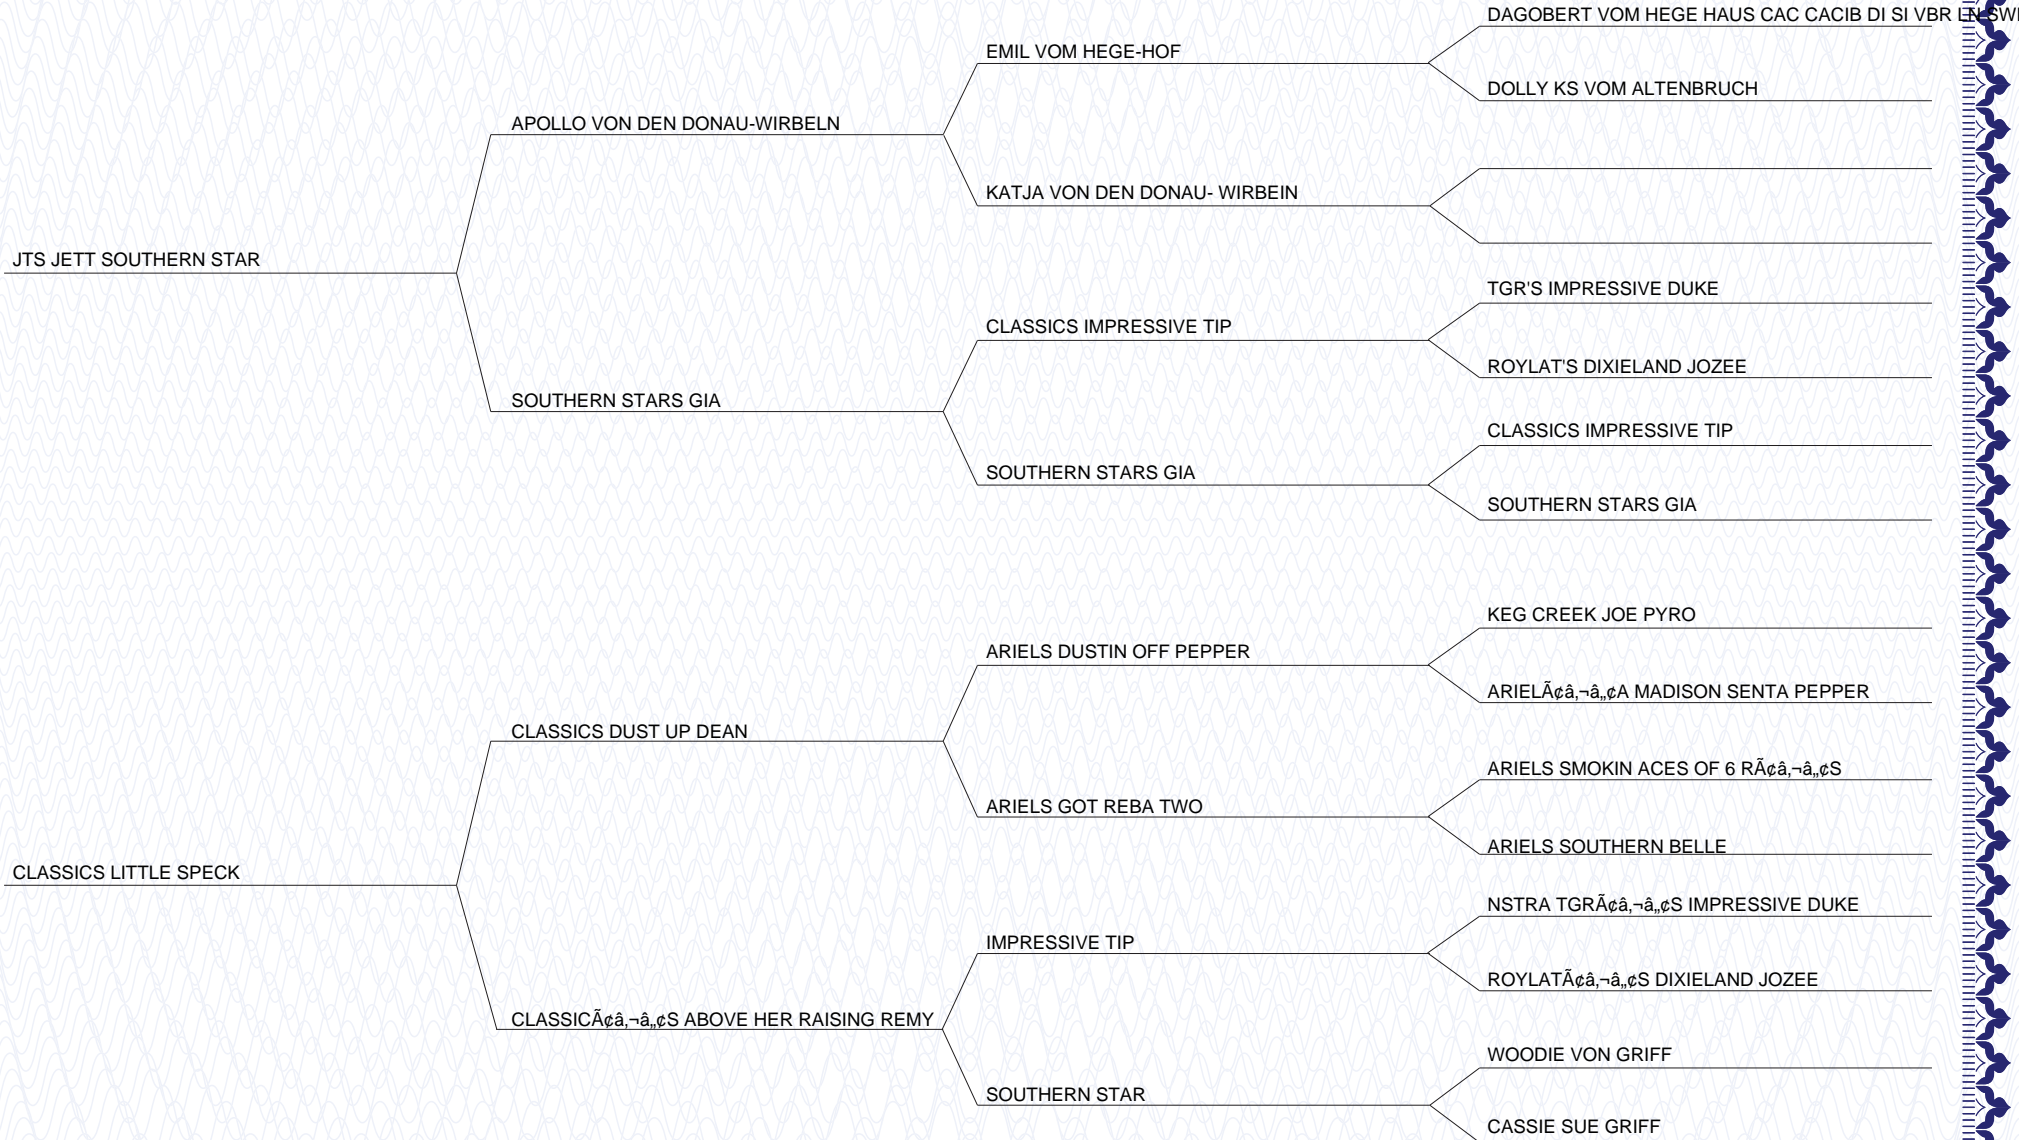 DAGOBERT VOM HEGE HAUS CAC CACIB DI SI VBR LN
EMIL VOM HEGE-HOF
DOLLY KS VOM ALTENBRUCH
APOLLO VON DEN DONAU-WIRBELN
KATJA VON DEN DONAU- WIRBEIN
JTS JETT SOUTHERN STAR
TGR'S IMPRESSIVE DUKE
CLASSICS IMPRESSIVE TIP
ROYLAT'S DIXIELAND JOZEE
SOUTHERN STARS GIA
CLASSICS IMPRESSIVE TIP
SOUTHERN STARS GIA
SOUTHERN STARS GIA
KEG CREEK JOE PYRO
ARIELS DUSTIN OFF PEPPER
ARIELÃ¢â‚¬â„¢A MADISON SENTA PEPPER
CLASSICS DUST UP DEAN
ARIELS SMOKIN ACES OF 6 RÃ¢â‚¬â„¢S
ARIELS GOT REBA TWO
ARIELS SOUTHERN BELLE
CLASSICS LITTLE SPECK
NSTRA TGRÃ¢â‚¬â„¢S IMPRESSIVE DUKE
IMPRESSIVE TIP
ROYLATÃ¢â‚¬â„¢S DIXIELAND JOZEE
CLASSICÃ¢â‚¬â„¢S ABOVE HER RAISING REMY
WOODIE VON GRIFF
SOUTHERN STAR
CASSIE SUE GRIFF